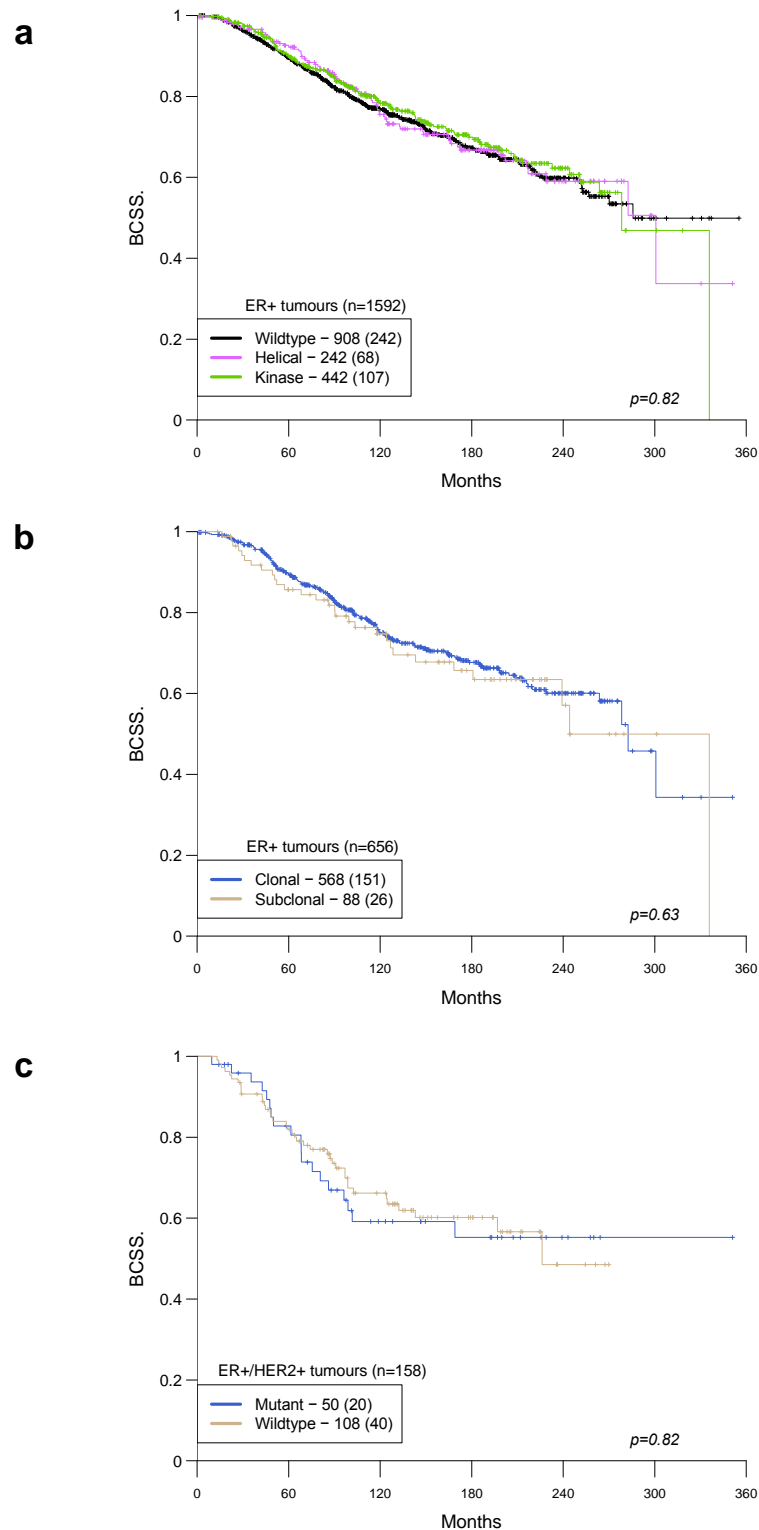 a
1
0.8
0.6
0.4
0.2
0
BCSS.
ER+ tumours (n=1592)
Wildtype − 908 (242)
Helical − 242 (68)
Kinase − 442 (107)
p=0.82
0 60 120 180 240 300 360
Months
b
1
0.8
0.6
0.4
0.2
0
BCSS.
ER+ tumours (n=656)
Clonal − 568 (151)
Subclonal − 88 (26)
p=0.63
0 60 120 180 240 300 360
Months
c
1
0.8
0.6
0.4
0.2
0
BCSS.
ER+/HER2+ tumours (n=158)
Mutant − 50 (20)
Wildtype − 108 (40)
p=0.82
0 60 120 180 240 300 360
Months